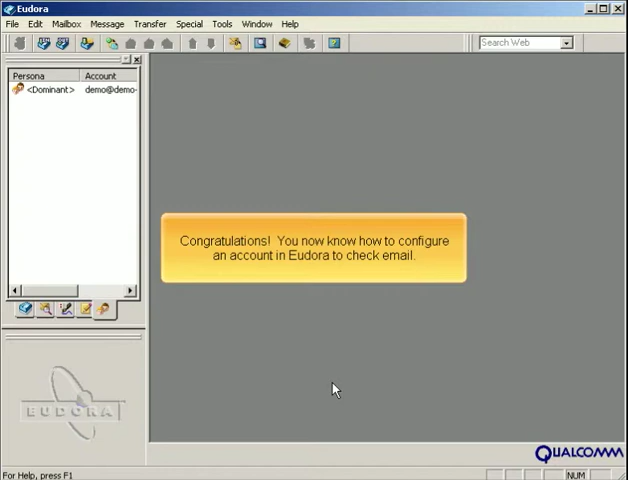 Eudora
File Edit Mailbox Message Transfer Special Tools Window Help
Search Web
Persona Account
<Dominant> demo@demo-
Congratulations! You now know how to configure
an account in Eudora to check email.
EUDORA
QUALCOMM
For Help, press F1
NUM